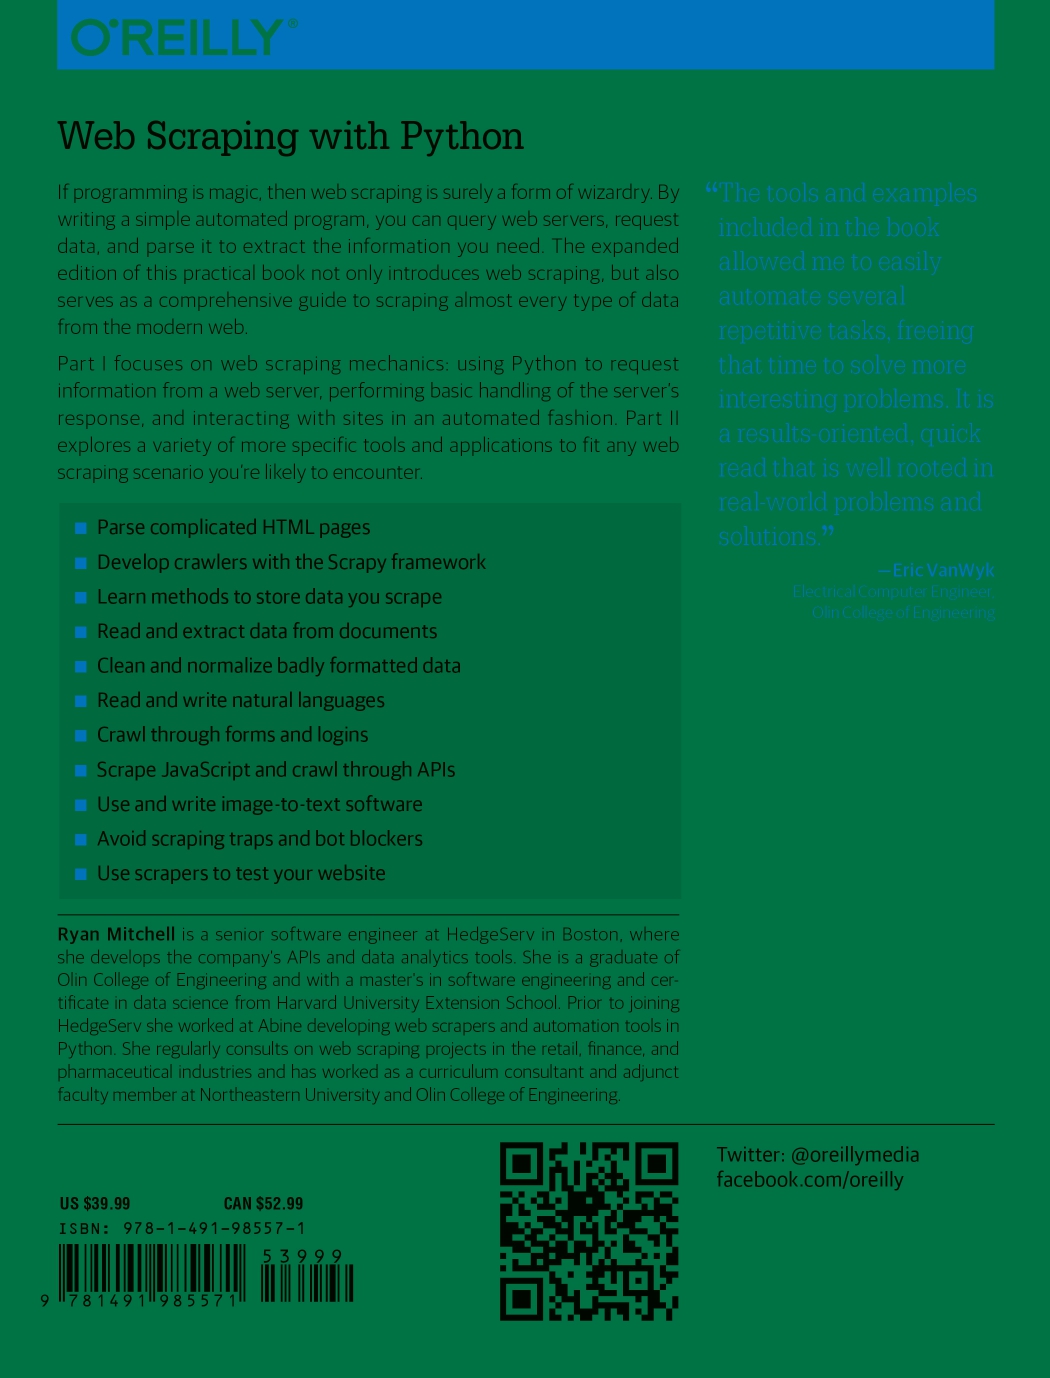 O'REILLY®
Web Scraping with Python
If programming is magic, then web scraping is surely a form of wizardry. By
writing a simple automated program, you can query web servers, request
data, and parse it to extract the information you need. The expanded
edition of this practical book not only introduces web scraping, but also
serves as a comprehensive guide to scraping almost every type of data
from the modern web.
Part I focuses on web scraping mechanics: using Python to request
information from a web server, performing basic handling of the server's
response, and interacting with sites in an automated fashion. Part II
explores a variety of more specific tools and applications to fit any web
scraping scenario you're likely to encounter.
Parse complicated HTML pages
Develop crawlers with the Scrapy framework
Learn methods to store data you scrape
Read and extract data from documents
Clean and normalize badly formatted data
Read and write natural languages
Crawl through forms and logins
Scrape JavaScript and crawl through APIs
Use and write image-to-text software
Avoid scraping traps and bot blockers
Use scrapers to test your website
Ryan Mitchell is a senior software engineer at HedgeServ in Boston, where
she develops the company's APIs and data analytics tools. She is a graduate of
Olin College of Engineering and with a master's in software engineering and cer-
tificate in data science from Harvard University Extension School. Prior to joining
HedgeServ she worked at Abine developing web scrapers and automation tools in
Python. She regularly consults on web scraping projects in the retail, finance, and
pharmaceutical industries and has worked as a curriculum consultant and adjunct
faculty member at Northeastern University and Olin College of Engineering.
“The tools and examples
included in the book
allowed me to easily
automate several
repetitive tasks, freeing
that time to solve more
interesting problems. It is
a results-oriented, quick
read that is well rooted in
real-world problems and
solutions.”
—Eric VanWyk
Electrical Computer Engineer,
Olin College of Engineering
US $39.99 CAN $52.99
ISBN: 978-1-491-98557-1
53999
9 781491 985571
Twitter: @oreillymedia
facebook.com/oreilly